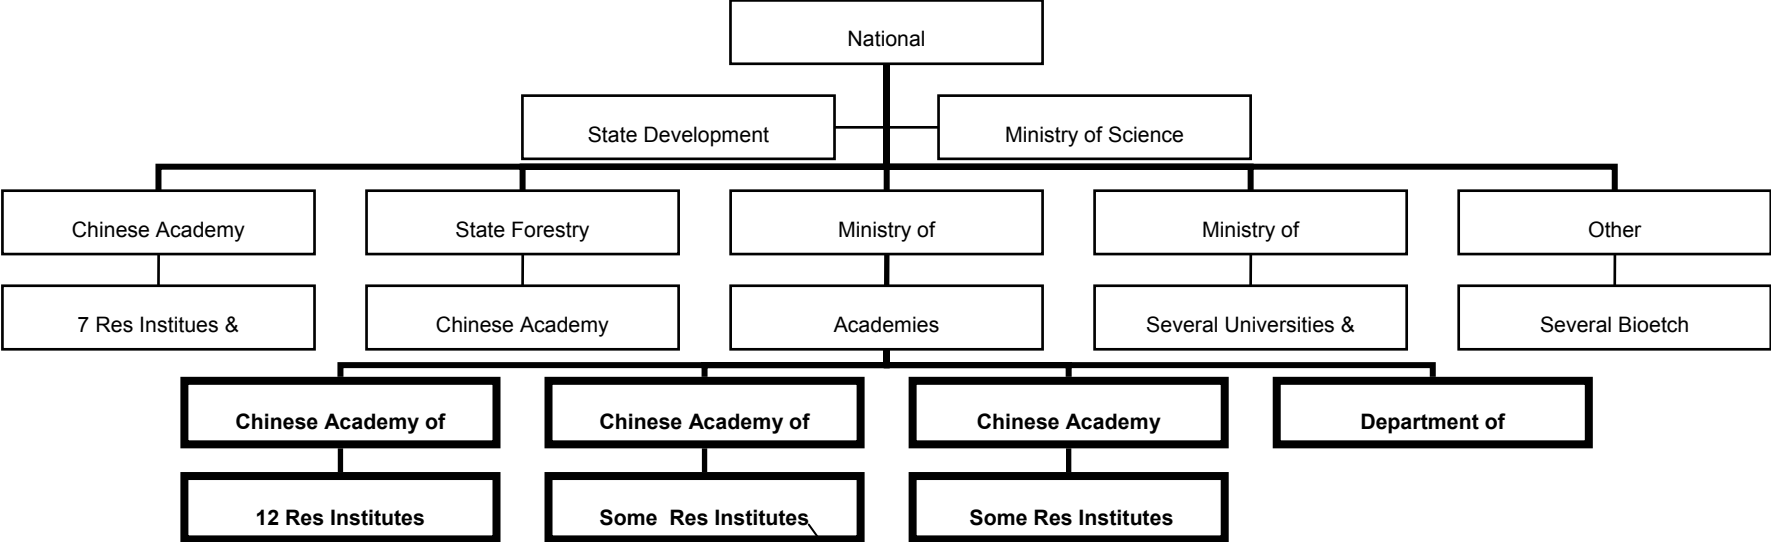 National
State Development
Ministry of Science
Chinese Academy
State Forestry
Ministry of
Ministry of
Other
7 Res Institues &
Chinese Academy
Academies
Several Universities &
Several Bioetch
Chinese Academy of
Chinese Academy of
Chinese Academy
Department of
12 Res Institutes
Some Res Institutes
Some Res Institutes